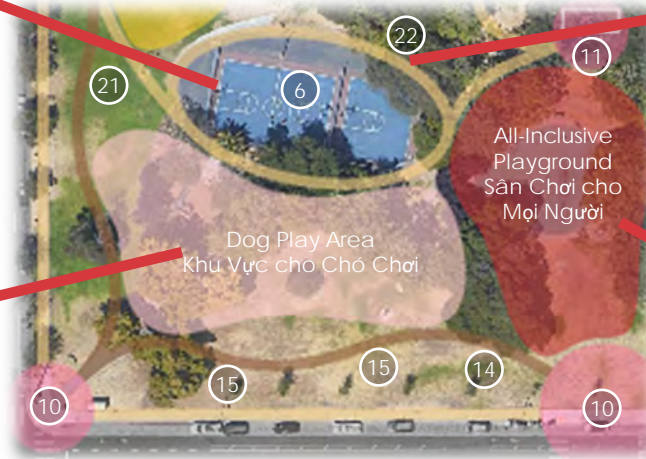 22
6
21
11
All-Inclusive
Playground
Sân Chơi cho
Mọi Người
Dog Play Area
Khu Vực cho Chó Chơi
15
15
14
10
10